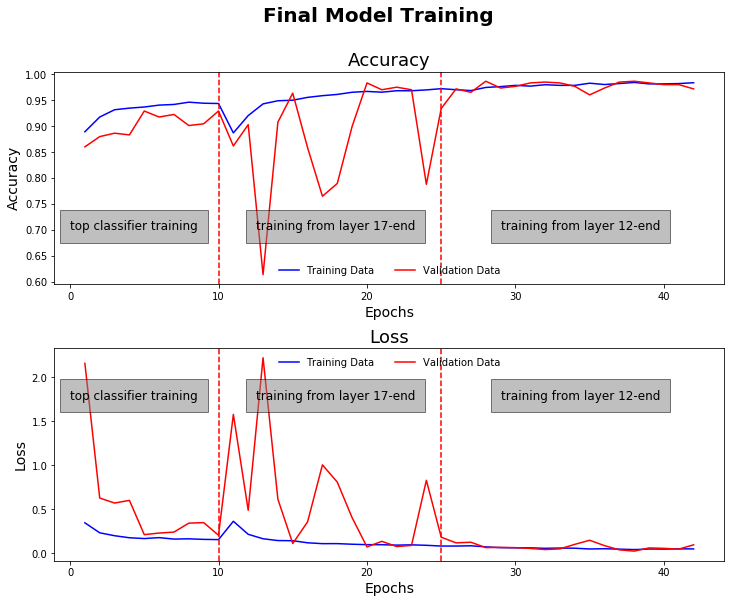 Final Model Training
Accuracy
1.00
0.95
0.90
0.85
0.80
0.75
0.70
0.65
0.60
Accuracy
top classifier training
training from layer 17-end
training from layer 12-end
Training Data
Validation Data
0
10
20
30
40
Epochs
Loss
Training Data
Validation Data
2.0
1.5
1.0
0.5
0.0
Loss
top classifier training
training from layer 17-end
training from layer 12-end
0
10
20
30
40
Epochs